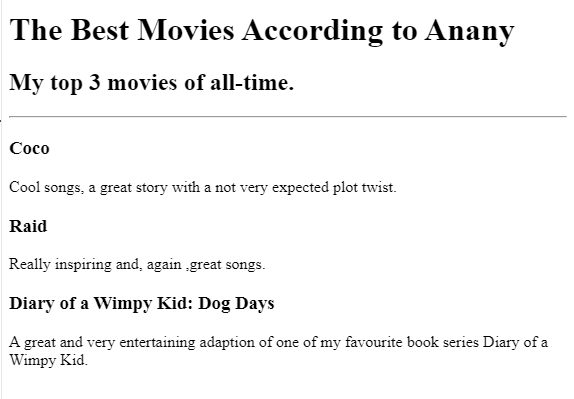 The Best Movies According to Anany
My top 3 movies of all-time.
Coco
Cool songs, a great story with a not very expected plot twist.
Raid
Really inspiring and, again ,great songs.
Diary of a Wimpy Kid: Dog Days
A great and very entertaining adaption of one of my favourite book series Diary of a
Wimpy Kid.